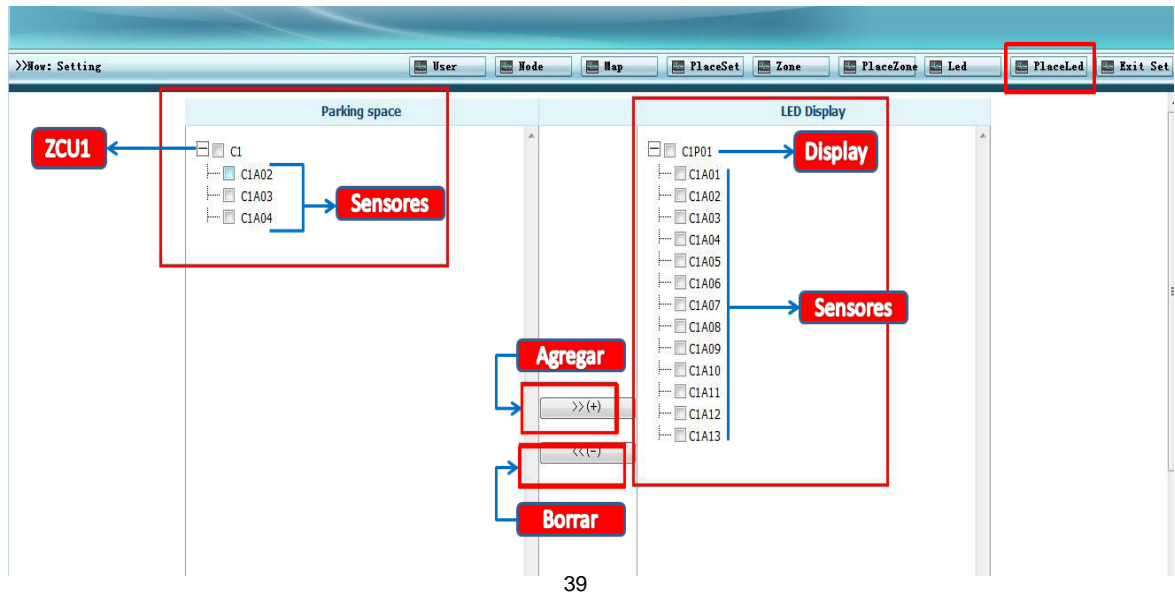 >>Now: Setting User Node Map PlaceSet Zone PlaceZone Led PlaceLed Exit Set
Parking space LED Display
ZCU1
C1
C1A02
C1A03
C1A04
Sensores
C1P01
Display
C1A01
C1A02
C1A03
C1A04
C1A05
C1A06
C1A07
C1A08
C1A09
C1A10
C1A11
C1A12
C1A13
Sensores
Agregar
>>(+)
<<(-)
Borrar
39